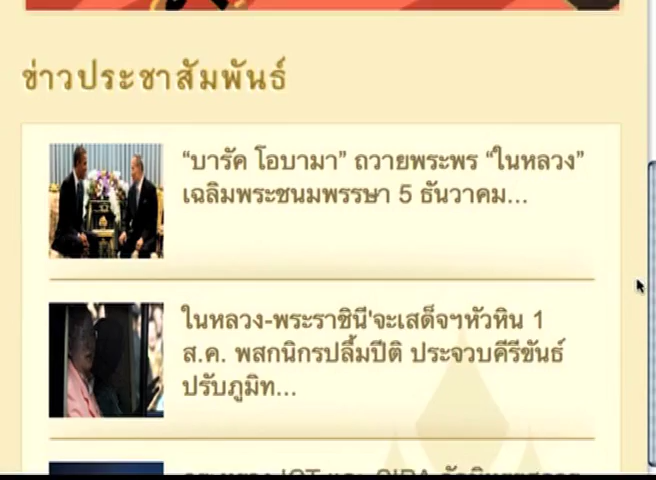 ข่าวประชาสัมพันธ์
“บารัค โอบามา” ถวายพระพร “ในหลวง”
เฉลิมพระชนมพรรษา 5 ธันวาคม...
ในหลวง-พระราชินี'จะเสด็จฯหัวหิน 1
ส.ค. พสกนิกรปลื้มปีติ ประจวบคีรีขันธ์
ปรับภูมิท...